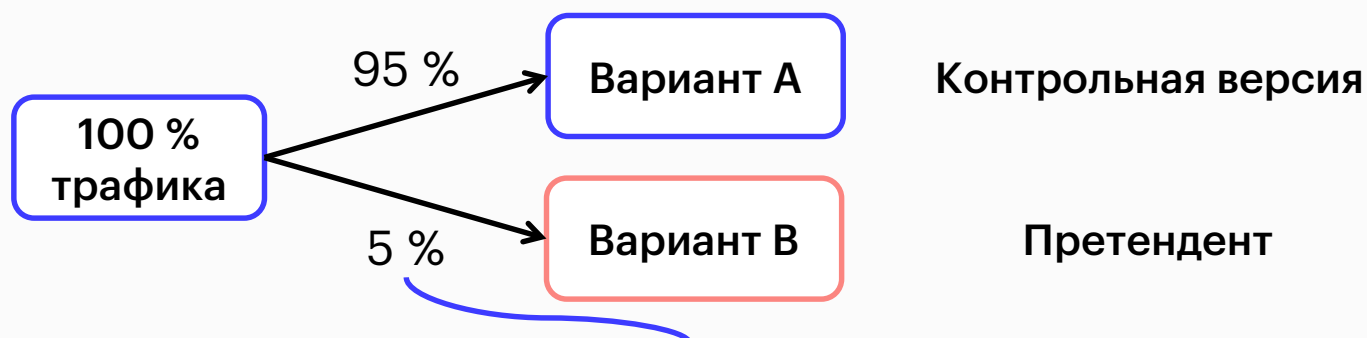 95 %
Вариант A
Контрольная версия
100 %
трафика
5 %
Вариант B
Претендент